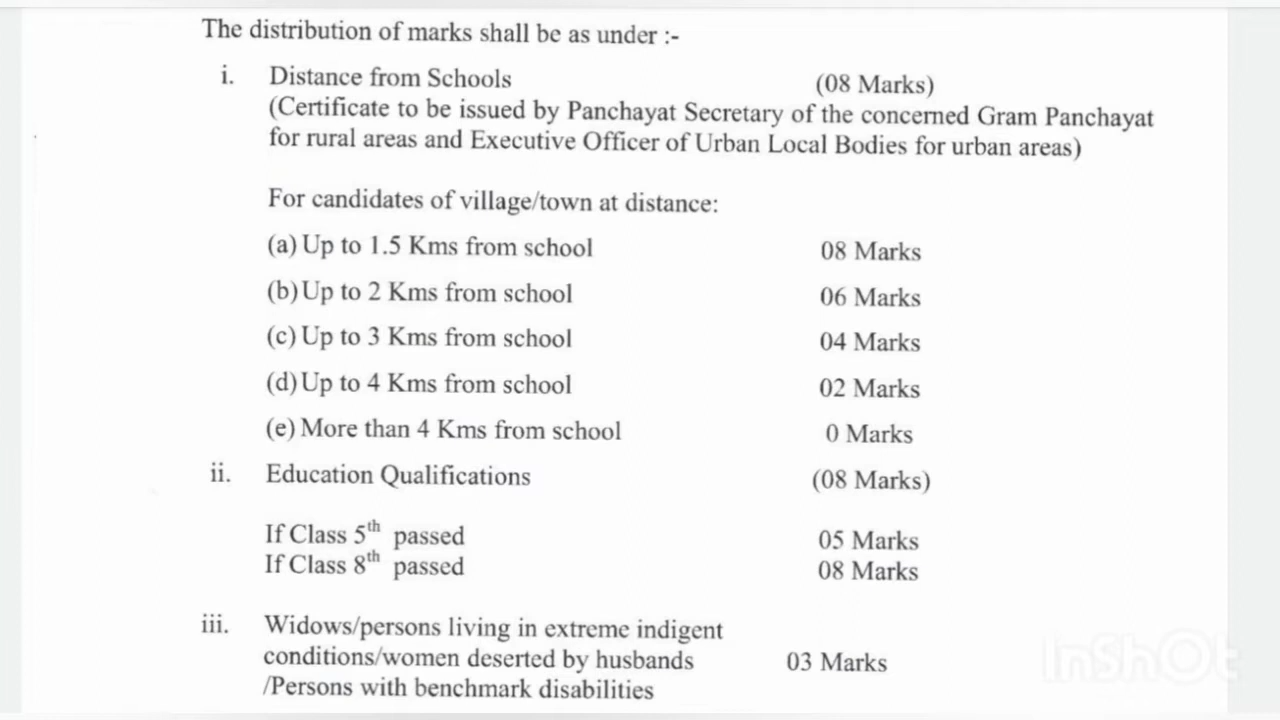 The distribution of marks shall be as under :-
i. Distance from Schools (08 Marks)
(Certificate to be issued by Panchayat Secretary of the concerned Gram Panchayat
for rural areas and Executive Officer of Urban Local Bodies for urban areas)
For candidates of village/town at distance:
(a) Up to 1.5 Kms from school 08 Marks
(b) Up to 2 Kms from school 06 Marks
(c) Up to 3 Kms from school 04 Marks
(d) Up to 4 Kms from school 02 Marks
(e) More than 4 Kms from school 0 Marks
ii. Education Qualifications (08 Marks)
If Class 5th passed 05 Marks
If Class 8th passed 08 Marks
iii. Widows/persons living in extreme indigent
conditions/women deserted by husbands 03 Marks
/Persons with benchmark disabilities
InShOt